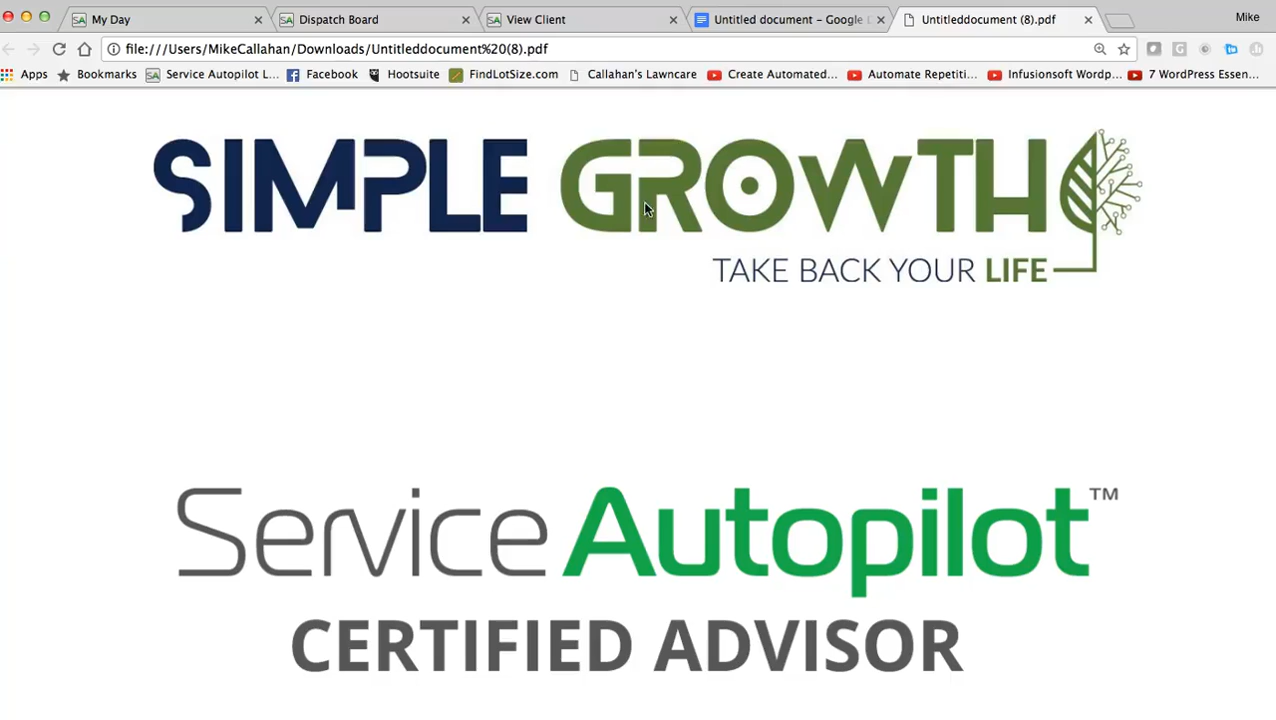 My Day
Dispatch Board
View Client
Untitled document – Google D
Untitleddocument (8).pdf
Mike
file:///Users/MikeCallahan/Downloads/Untitleddocument%20(8).pdf
Apps
Bookmarks
Service Autopilot L...
Facebook
Hootsuite
FindLotSize.com
Callahan's Lawncare
Create Automated...
Automate Repetiti...
Infusionsoft Wordp...
7 WordPress Essen...
SIMPLE GROWTH
TAKE BACK YOUR LIFE
Service Autopilot™
CERTIFIED ADVISOR